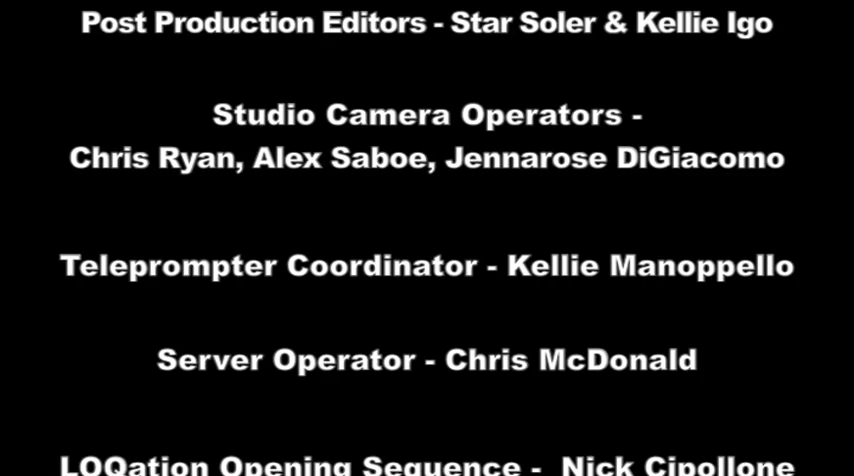 Post Production Editors - Star Soler & Kellie Igo
Studio Camera Operators -
Chris Ryan, Alex Saboe, Jennarose DiGiacomo
Teleprompter Coordinator - Kellie Manoppello
Server Operator - Chris McDonald
LOQation Opening Sequence - Nick Cipollone